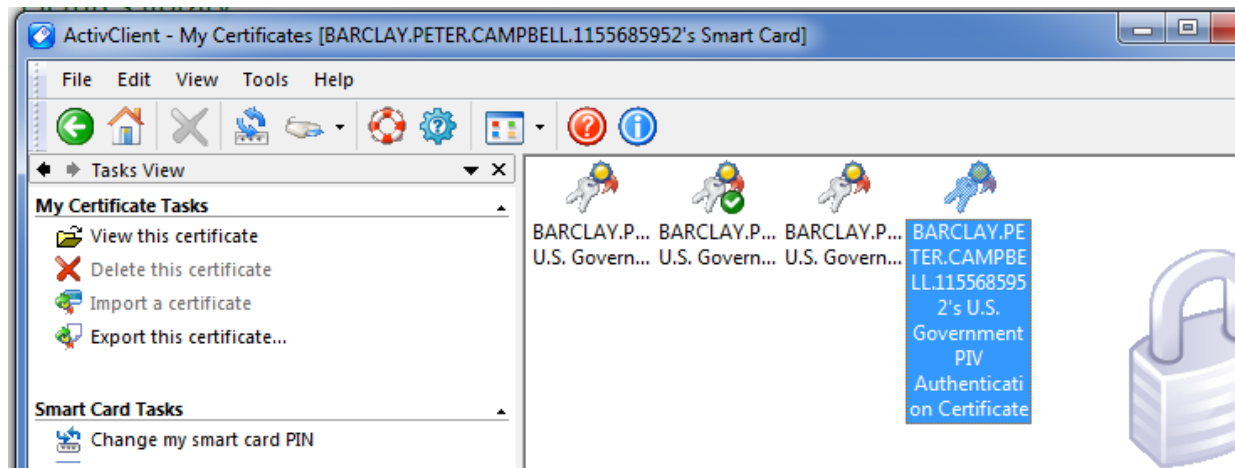 ActivClient - My Certificates [BARCLAY.PETER.CAMPBELL.1155685952's Smart Card]
File Edit View Tools Help
Tasks View
My Certificate Tasks
View this certificate
Delete this certificate
Import a certificate
Export this certificate...
Smart Card Tasks
Change my smart card PIN
BARCLAY.P... BARCLAY.P... BARCLAY.P... BARCLAY.PE
U.S. Govern... U.S. Govern... U.S. Govern... TER.CAMPBE
LL.115568595
2's U.S.
Government
PIV
Authenticati
on Certificate